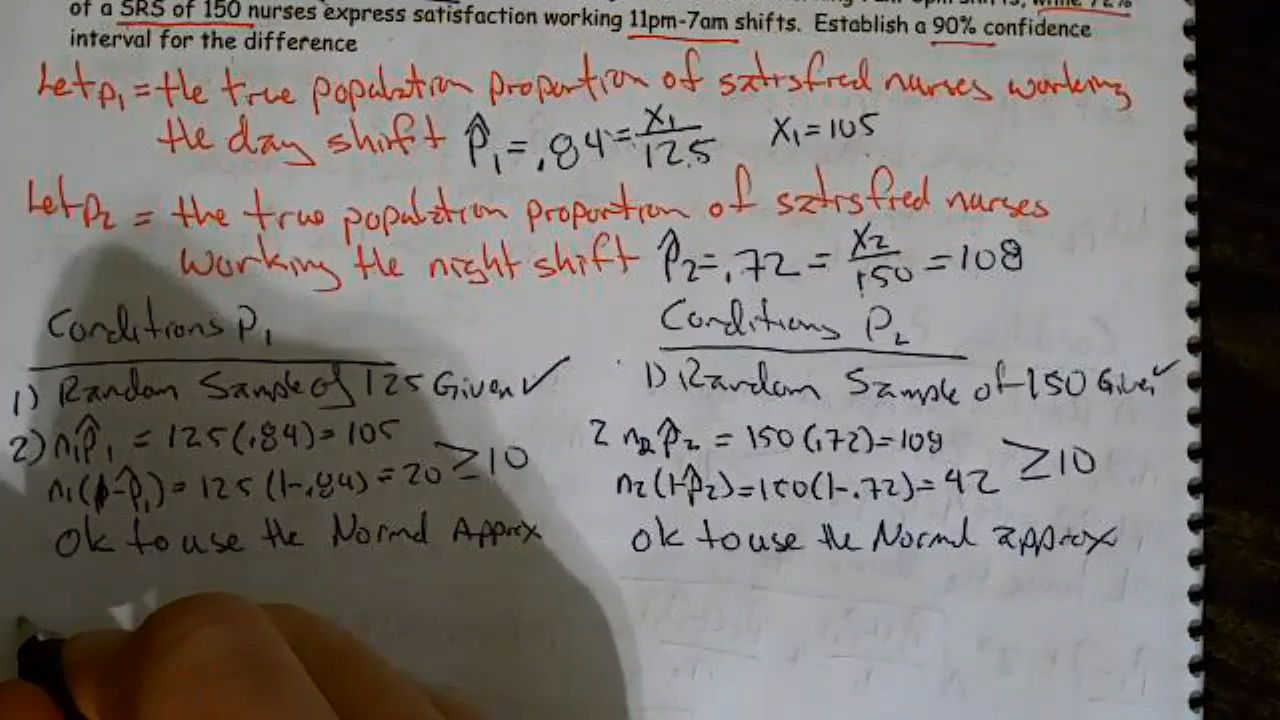 of a SRS of 150 nurses express satisfaction working 11pm-7am shifts. Establish a 90% confidence
interval for the difference
Let p₁ = the true population proportion of satisfied nurses working
the day shift p̂₁ = .84 = x₁/125 x₁ = 105
Let p₂ = the true population proportion of satisfied nurses
working the night shift p̂₂ = .72 = x₂/150 = 108
Conditions P₁
Conditions P₂
1) Random Sample of 125 Given ✓
1) Random Sample of 150 Given ✓
2) n₁p̂₁ = 125(.84) = 105
n₁(1-p̂₁) = 125(1-.84) = 20 ≥ 10
2 n₂p̂₂ = 150(.72) = 108
n₂(1-p̂₂) = 150(1-.72) = 42 ≥ 10
Ok to use the Normal Approx
Ok to use the Normal approx